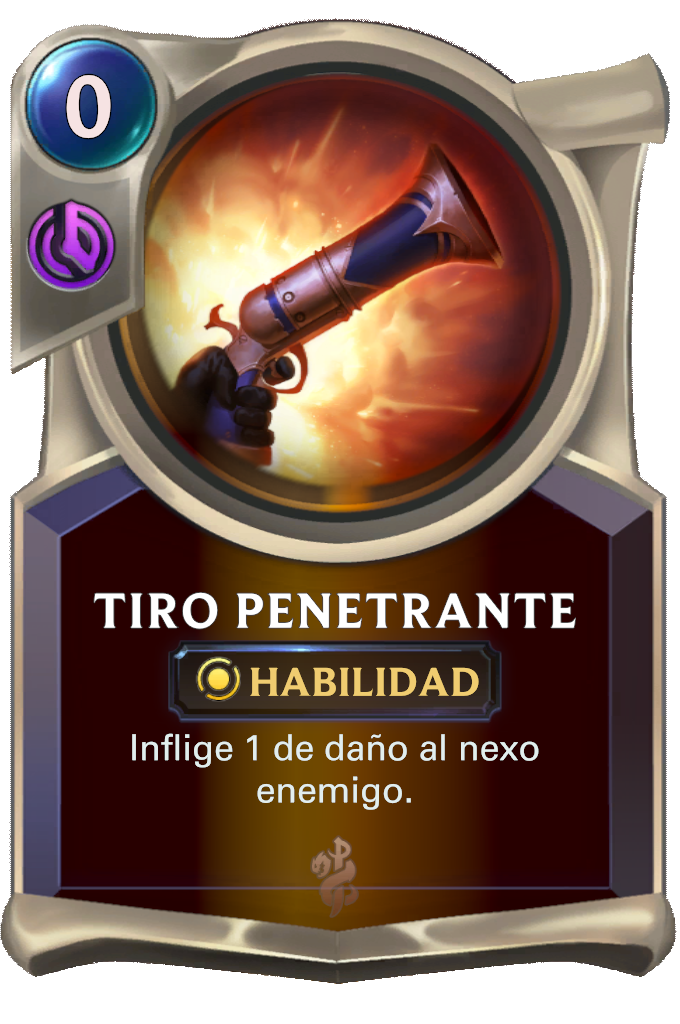 0
TIRO PENETRANTE
HABILIDAD
Inflige 1 de daño al nexo
enemigo.